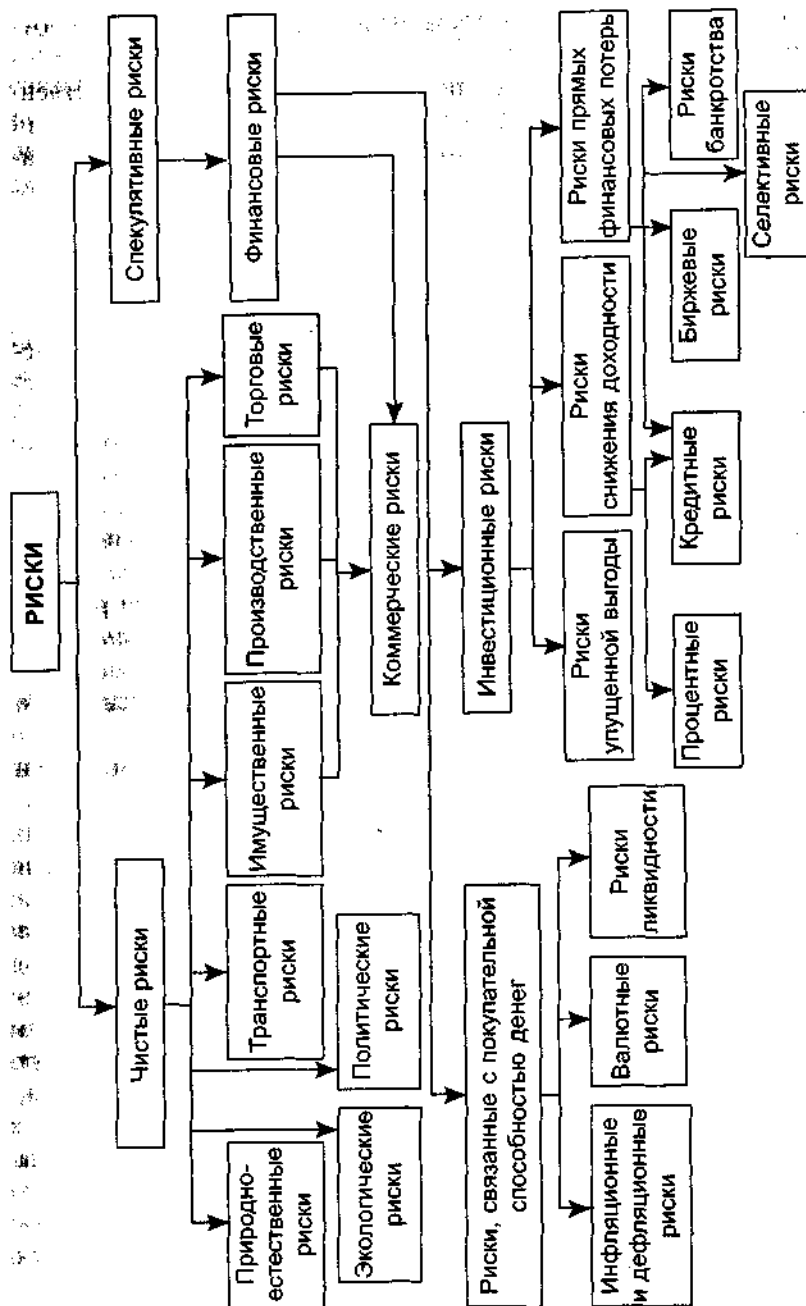 РИСКИ
Чистые риски
Спекулятивные риски
Природно-
естественные
риски
Транспортные
риски
Имущественные
риски
Производственные
риски
Торговые
риски
Финансовые риски
Экологические
риски
Политические
риски
Коммерческие риски
Риски, связанные с покупательной
способностью денег
Инвестиционные риски
Инфляционные
и дефляционные
риски
Валютные
риски
Риски
ликвидности
Риски
упущенной выгоды
Риски
снижения доходности
Риски прямых
финансовых потерь
Процентные
риски
Кредитные
риски
Биржевые
риски
Риски
банкротства
Селективные
риски